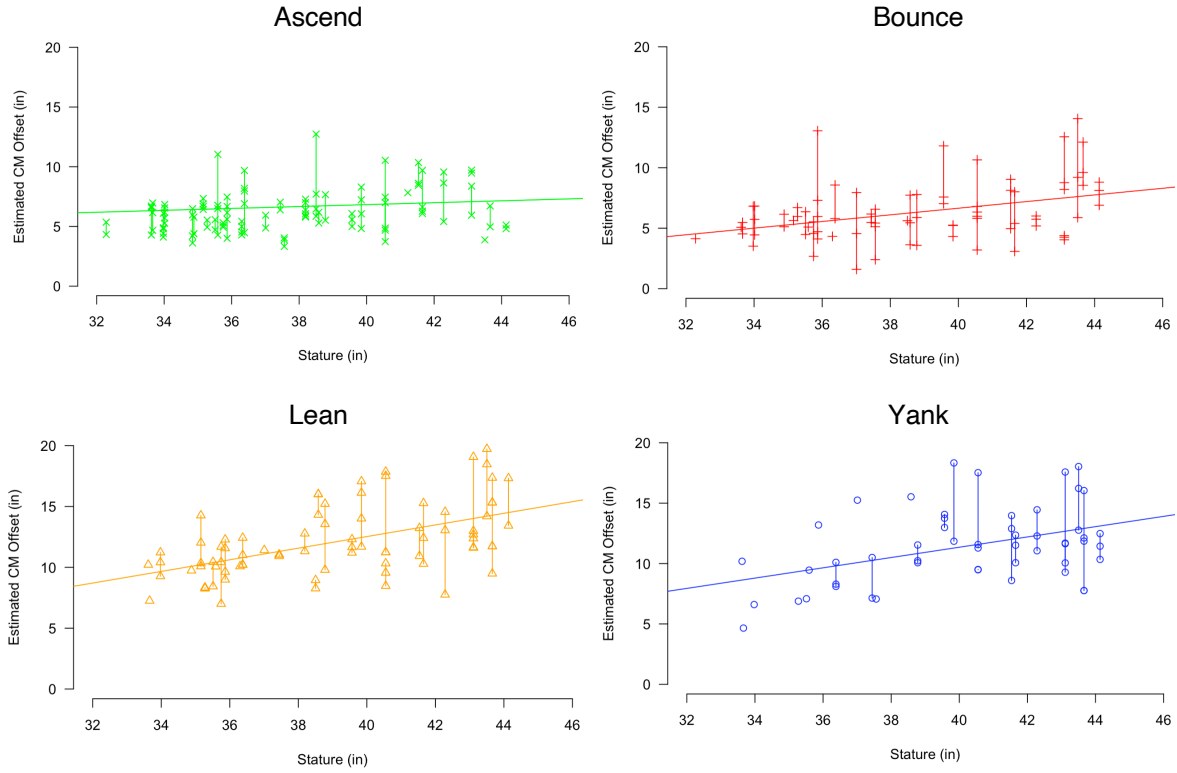 Ascend
20
15
10
5
0
Estimated CM Offset (in)
32 34 36 38 40 42 44 46
Stature (in)
Bounce
20
15
10
5
0
Estimated CM Offset (in)
32 34 36 38 40 42 44 46
Stature (in)
Lean
20
15
10
5
0
Estimated CM Offset (in)
32 34 36 38 40 42 44 46
Stature (in)
Yank
20
15
10
5
0
Estimated CM Offset (in)
32 34 36 38 40 42 44 46
Stature (in)